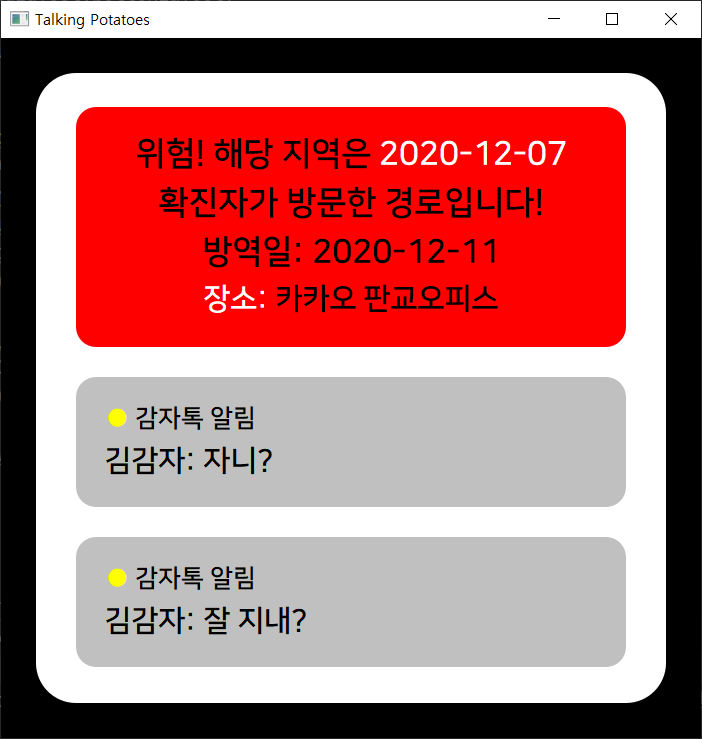 Talking Potatoes
위험! 해당 지역은 2020-12-07
확진자가 방문한 경로입니다!
방역일: 2020-12-11
장소: 카카오 판교오피스
감자톡 알림
김감자: 자니?
감자톡 알림
김감자: 잘 지내?